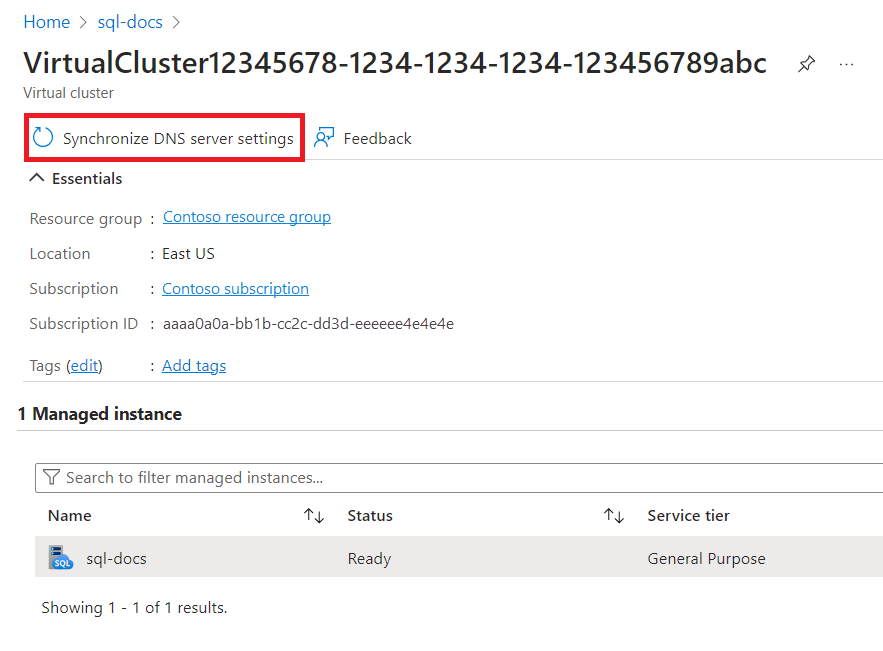 Home > sql-docs >
VirtualCluster12345678-1234-1234-1234-123456789abc ...
Virtual cluster
Synchronize DNS server settings Feedback
Essentials
Resource group : Contoso resource group
Location : East US
Subscription : Contoso subscription
Subscription ID : aaaa0a0a-bb1b-cc2c-dd3d-eeeeee4e4e4e
Tags (edit) : Add tags
1 Managed instance
Search to filter managed instances...
Name Status Service tier
SQL sql-docs Ready General Purpose
Showing 1 - 1 of 1 results.